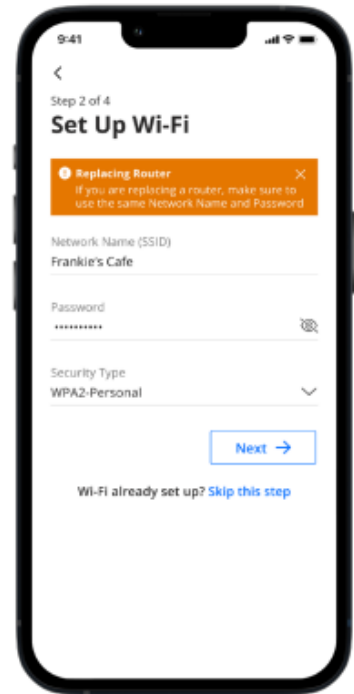 9:41
Step 2 of 4
Set Up Wi-Fi
Replacing Router
If you are replacing a router, make sure to
use the same Network Name and Password
Network Name (SSID)
Frankie's Cafe
Password
••••••••••
Security Type
WPA2-Personal
Next →
Wi-Fi already set up? Skip this step